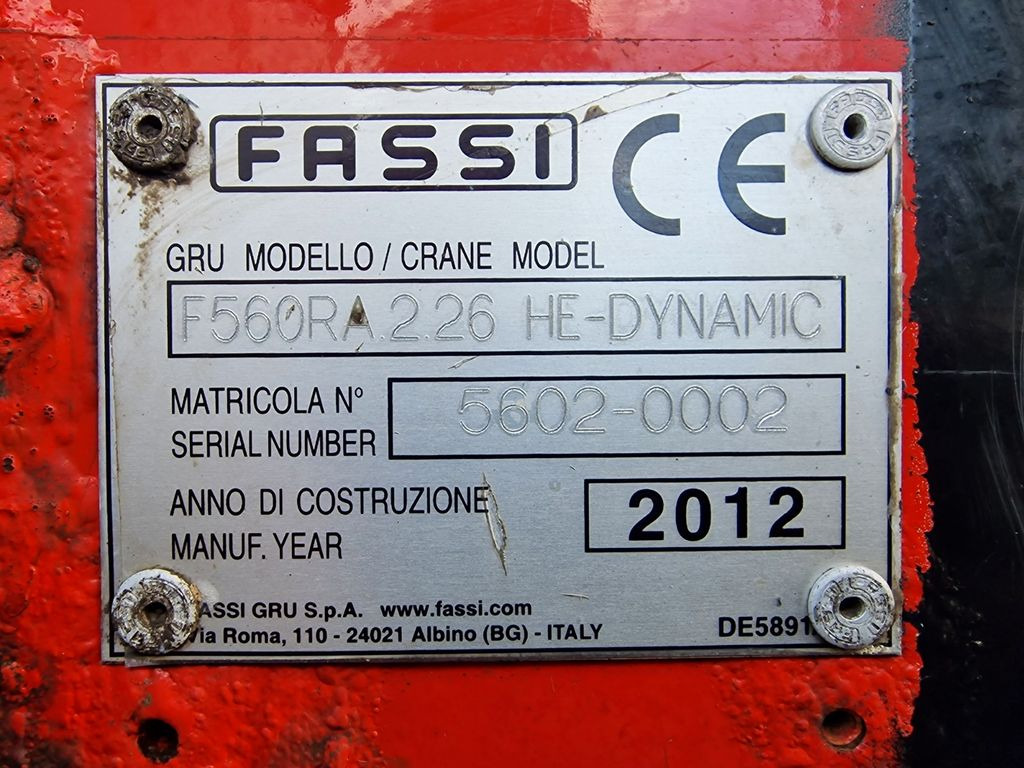 FASSI CE
GRU MODELLO / CRANE MODEL
F560RA.2.26 HE-DYNAMIC
MATRICOLA N° 5602-0002
SERIAL NUMBER
ANNO DI COSTRUZIONE 2012
MANUF. YEAR
ASSI GRU S.p.A. www.fassi.com
Via Roma, 110 - 24021 Albino (BG) - ITALY DE5891